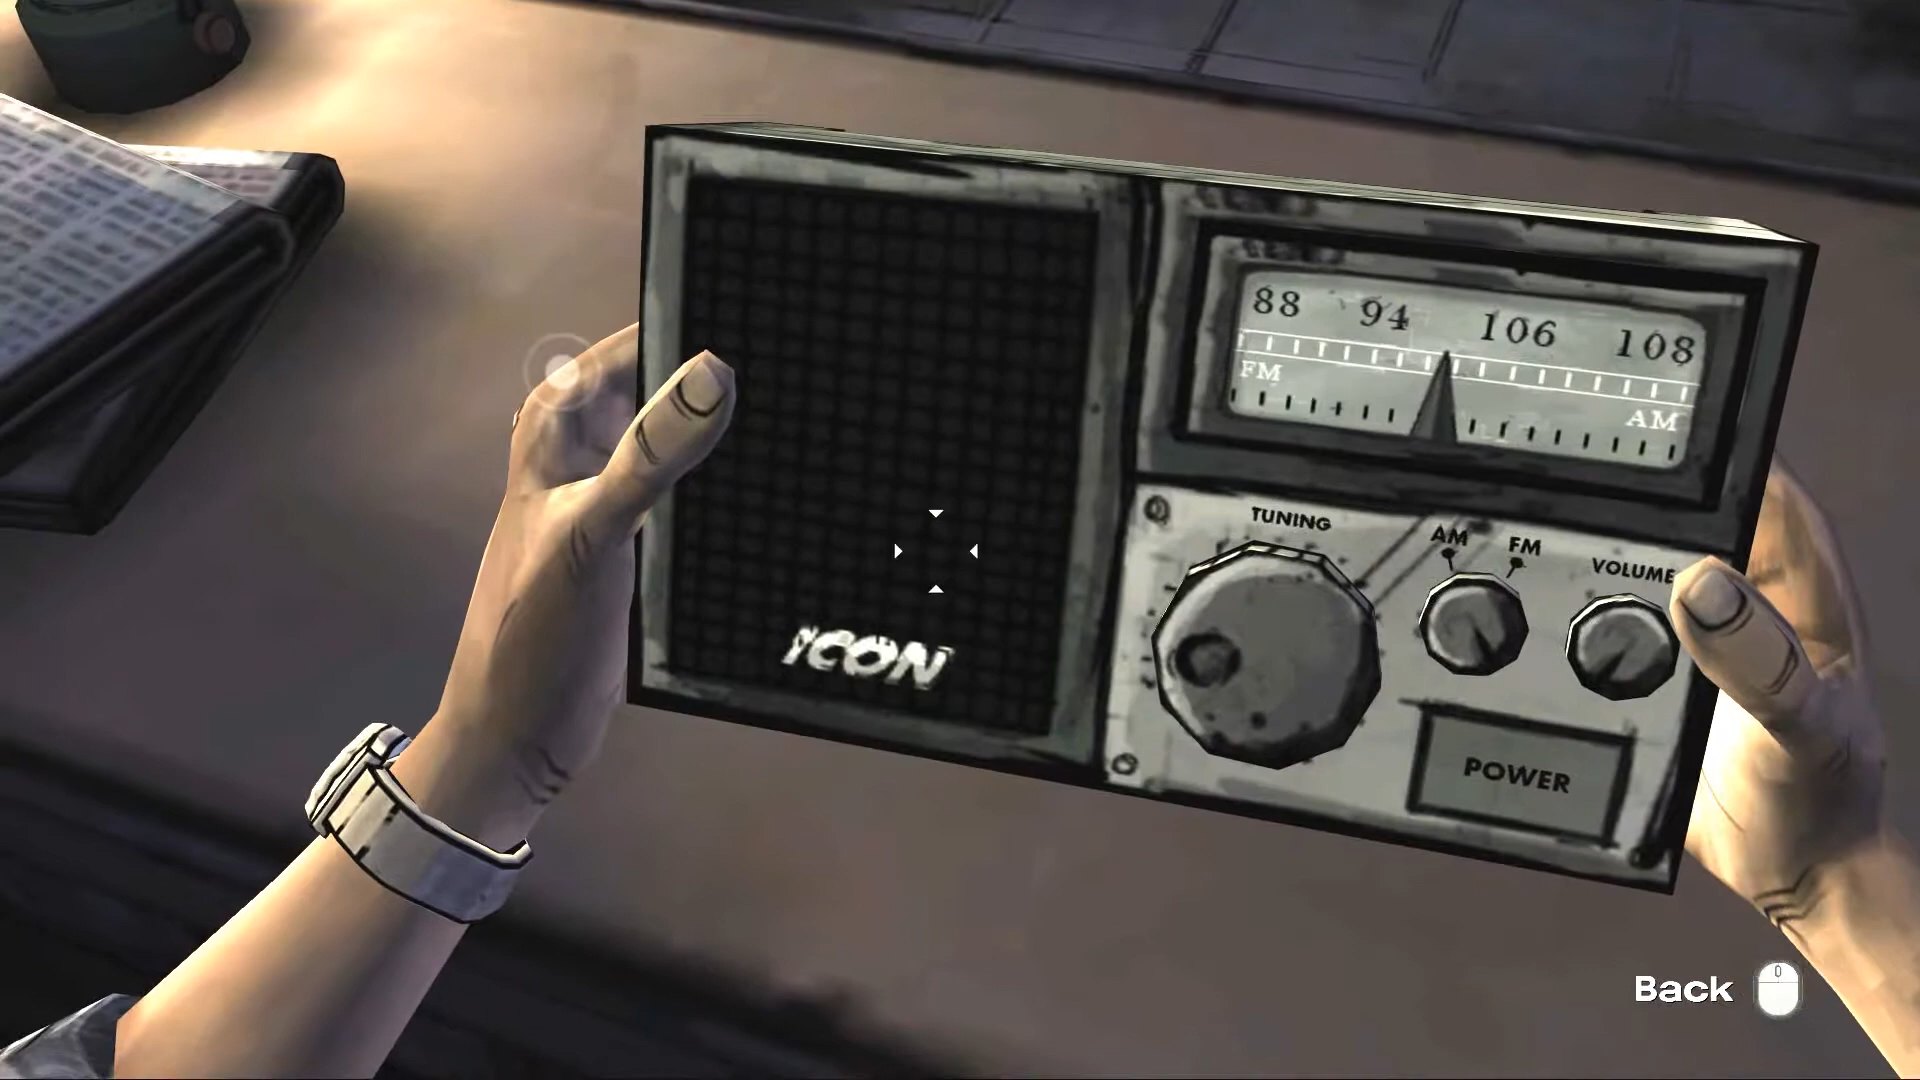 88 94 106 108
FM
AM
TUNING
AM FM
VOLUME
ICON
POWER
Back